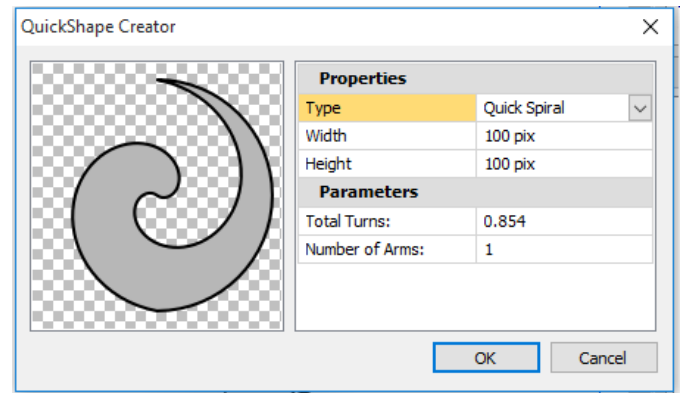 QuickShape Creator
Properties
Type Quick Spiral
Width 100 pix
Height 100 pix
Parameters
Total Turns: 0.854
Number of Arms: 1
OK Cancel